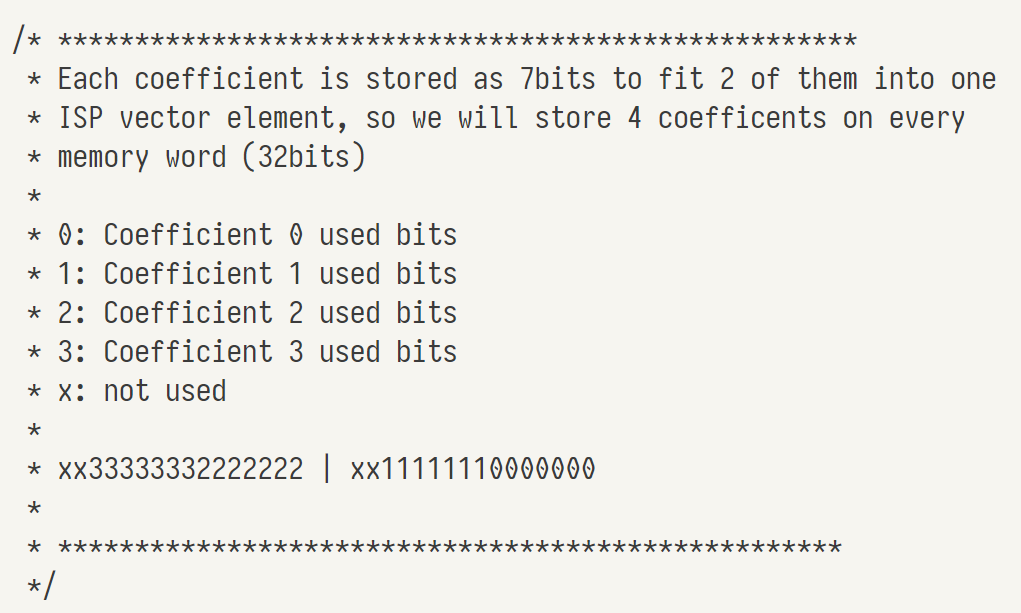 /* ****************************************************
 * Each coefficient is stored as 7bits to fit 2 of them into one
 * ISP vector element, so we will store 4 coefficents on every
 * memory word (32bits)
 *
 * 0: Coefficient 0 used bits
 * 1: Coefficient 1 used bits
 * 2: Coefficient 2 used bits
 * 3: Coefficient 3 used bits
 * x: not used
 *
 * xx33333332222222 | xx11111110000000
 *
 * ***************************************************
 */